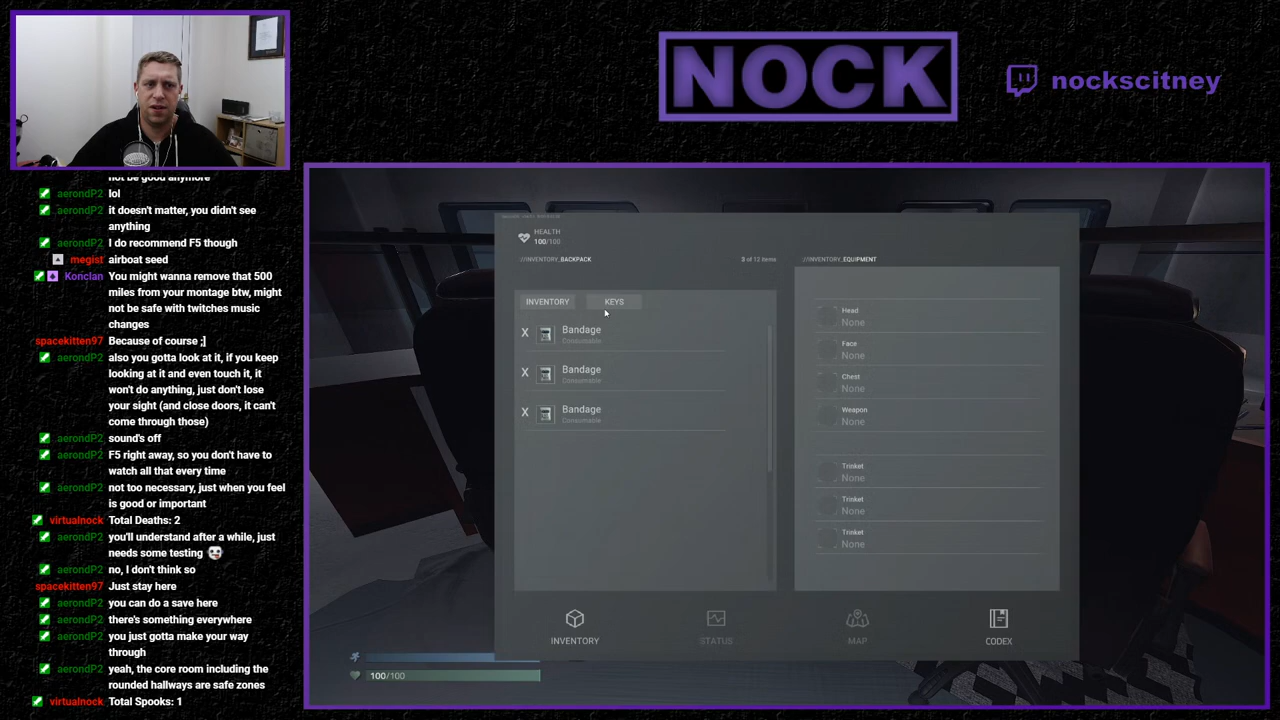 NOCK
nockscitney
not be good anymore
aerondP2 lol
aerondP2 it doesn't matter, you didn't see
anything
aerondP2 I do recommend F5 though
megist airboat seed
Konclan You might wanna remove that 500
miles from your montage btw, might
not be safe with twitches music
changes
spacekitten97 Because of course ;]
aerondP2 also you gotta look at it, if you keep
looking at it and even touch it, it
won't do anything, just don't lose
your sight (and close doors, it can't
come through those)
aerondP2 sound's off
aerondP2 F5 right away, so you don't have to
watch all that every time
aerondP2 not too necessary, just when you feel
is good or important
virtualnock Total Deaths: 2
aerondP2 you'll understand after a while, just
needs some testing
aerondP2 no, I don't think so
spacekitten97 Just stay here
aerondP2 you can do a save here
aerondP2 there's something everywhere
aerondP2 you just gotta make your way
through
aerondP2 yeah, the core room including the
rounded hallways are safe zones
virtualnock Total Spooks: 1
HEALTH
100/100
://INVENTORY_BACKPACK
3 of 12 items
://INVENTORY_EQUIPMENT
INVENTORY
KEYS
X Bandage
Consumable
X Bandage
Consumable
X Bandage
Consumable
Head
None
Face
None
Chest
None
Weapon
None
Trinket
None
Trinket
None
Trinket
None
INVENTORY
STATUS
MAP
CODEX
100/100